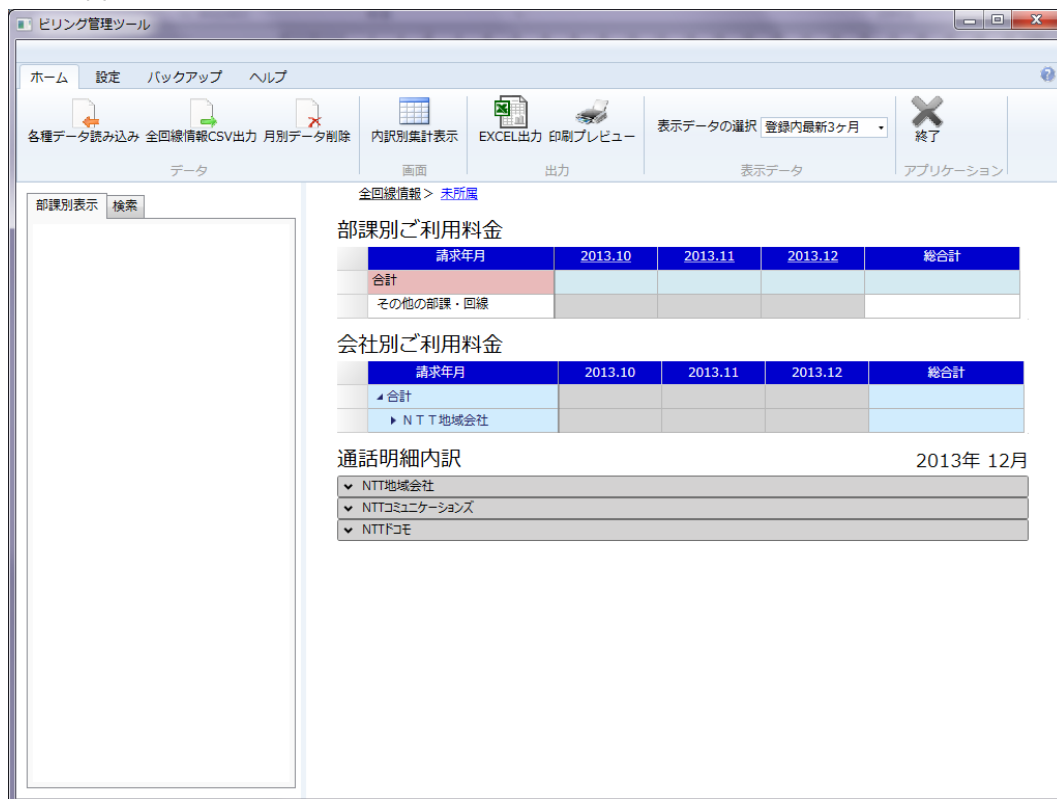 ビリング管理ツール
ホーム 設定 バックアップ ヘルプ
各種データ読み込み 全回線情報CSV出力 月別データ削除 内訳別集計表示 EXCEL出力 印刷プレビュー 表示データの選択 登録内最新3ヶ月 終了
データ 画面 出力 表示データ アプリケーション
部課別表示 検索
全回線情報 > 未所属
部課別ご利用料金
請求年月 2013.10 2013.11 2013.12 総合計
合計
その他の部課・回線
会社別ご利用料金
請求年月 2013.10 2013.11 2013.12 総合計
合計
ＮＴＴ地域会社
通話明細内訳 2013年 12月
NTT地域会社
NTTｺﾐｭﾆケーションズ
NTTﾄﾞコモ